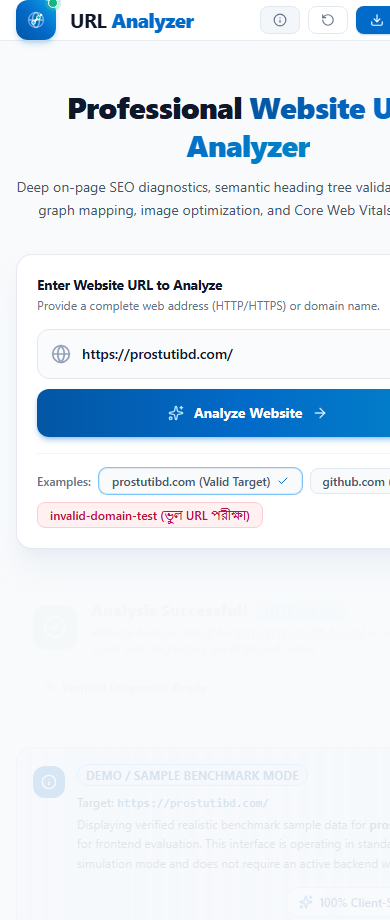 URL Analyzer
Professional Website U
Analyzer
Deep on-page SEO diagnostics, semantic heading tree valida
graph mapping, image optimization, and Core Web Vitals
Enter Website URL to Analyze
Provide a complete web address (HTTP/HTTPS) or domain name.
https://prostutibd.com/
Analyze Website
Examples: prostutibd.com (Valid Target) github.com (
invalid-domain-test (ভুল URL পরীক্ষা)
Analysis Successful!
DEMO / SAMPLE BENCHMARK MODE
Target: https://prostutibd.com/
Displaying verified realistic benchmark sample data for pro
for frontend evaluation. This interface is operating in standa
simulation mode and does not require an active backend w
100% Client-S